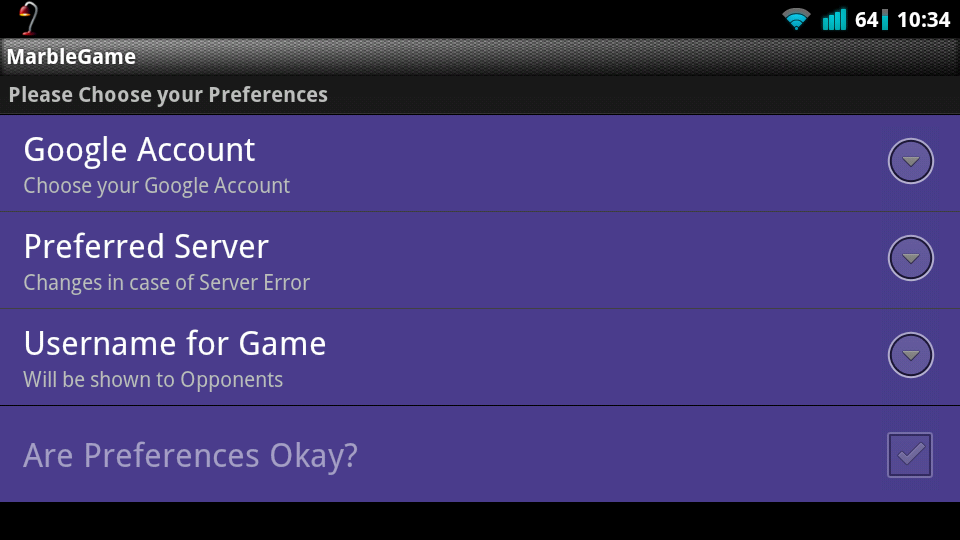 64 10:34
MarbleGame
Please Choose your Preferences
Google Account
Choose your Google Account
Preferred Server
Changes in case of Server Error
Username for Game
Will be shown to Opponents
Are Preferences Okay?